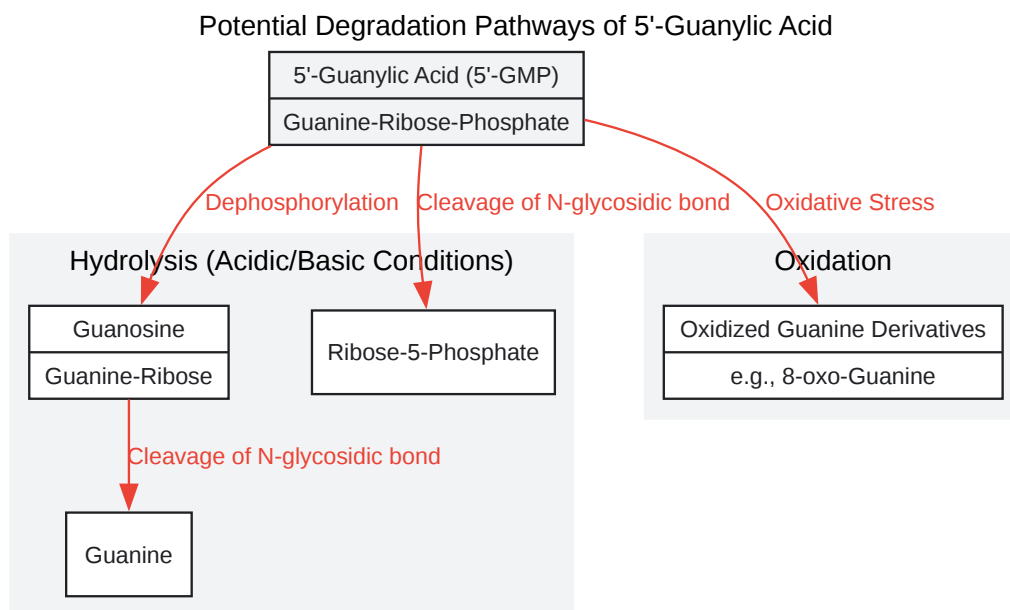 Potential Degradation Pathways of 5'-Guanylic Acid
5'-Guanylic Acid (5'-GMP)
Guanine-Ribose-Phosphate
Dephosphorylation
Cleavage of N-glycosidic bond
Oxidative Stress
Hydrolysis (Acidic/Basic Conditions)
Oxidation
Guanosine
Guanine-Ribose
Ribose-5-Phosphate
Oxidized Guanine Derivatives
e.g., 8-oxo-Guanine
Cleavage of N-glycosidic bond
Guanine